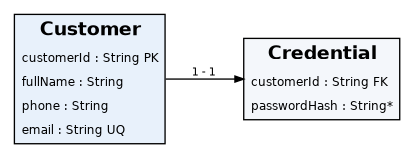 Customer
customerId : String PK
fullName : String
phone : String
email : String UQ
1 - 1
Credential
customerId : String FK
passwordHash : String*